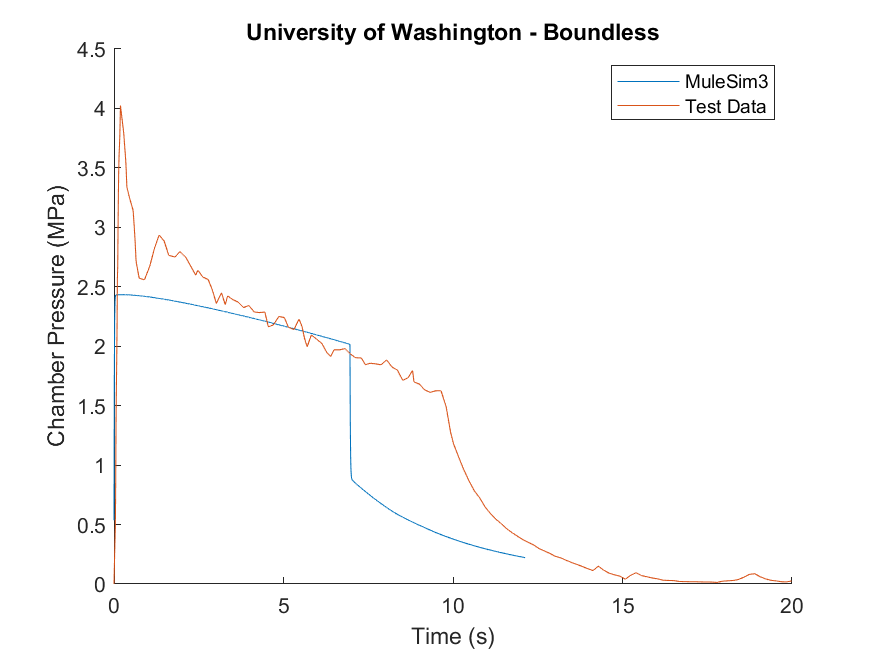 University of Washington - Boundless
MuleSim3
Test Data
4.5
4
3.5
3
2.5
2
1.5
1
0.5
0
Chamber Pressure (MPa)
0 5 10 15 20
Time (s)